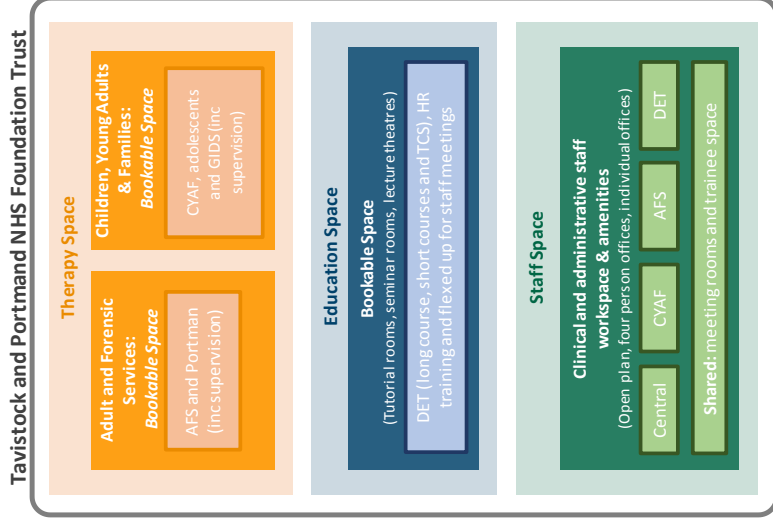 Tavistock and Portmand NHS Foundation Trust
Therapy Space
Adult and Forensic
Services:
Bookable Space
AFS and Portman
(inc supervision)
Children, Young Adults
& Families:
Bookable Space
CYAF, adolescents
and GIDS (inc
supervision)
Education Space
Bookable Space
(Tutorial rooms, seminar rooms, lecture theatres)
DET (long course, short courses and TCS), HR
training and flexed up for staff meetings
Staff Space
Clinical and administrative staff
workspace & amenities
(Open plan, four person offices, individual offices)
Central
CYAF
AFS
DET
Shared: meeting rooms and trainee space